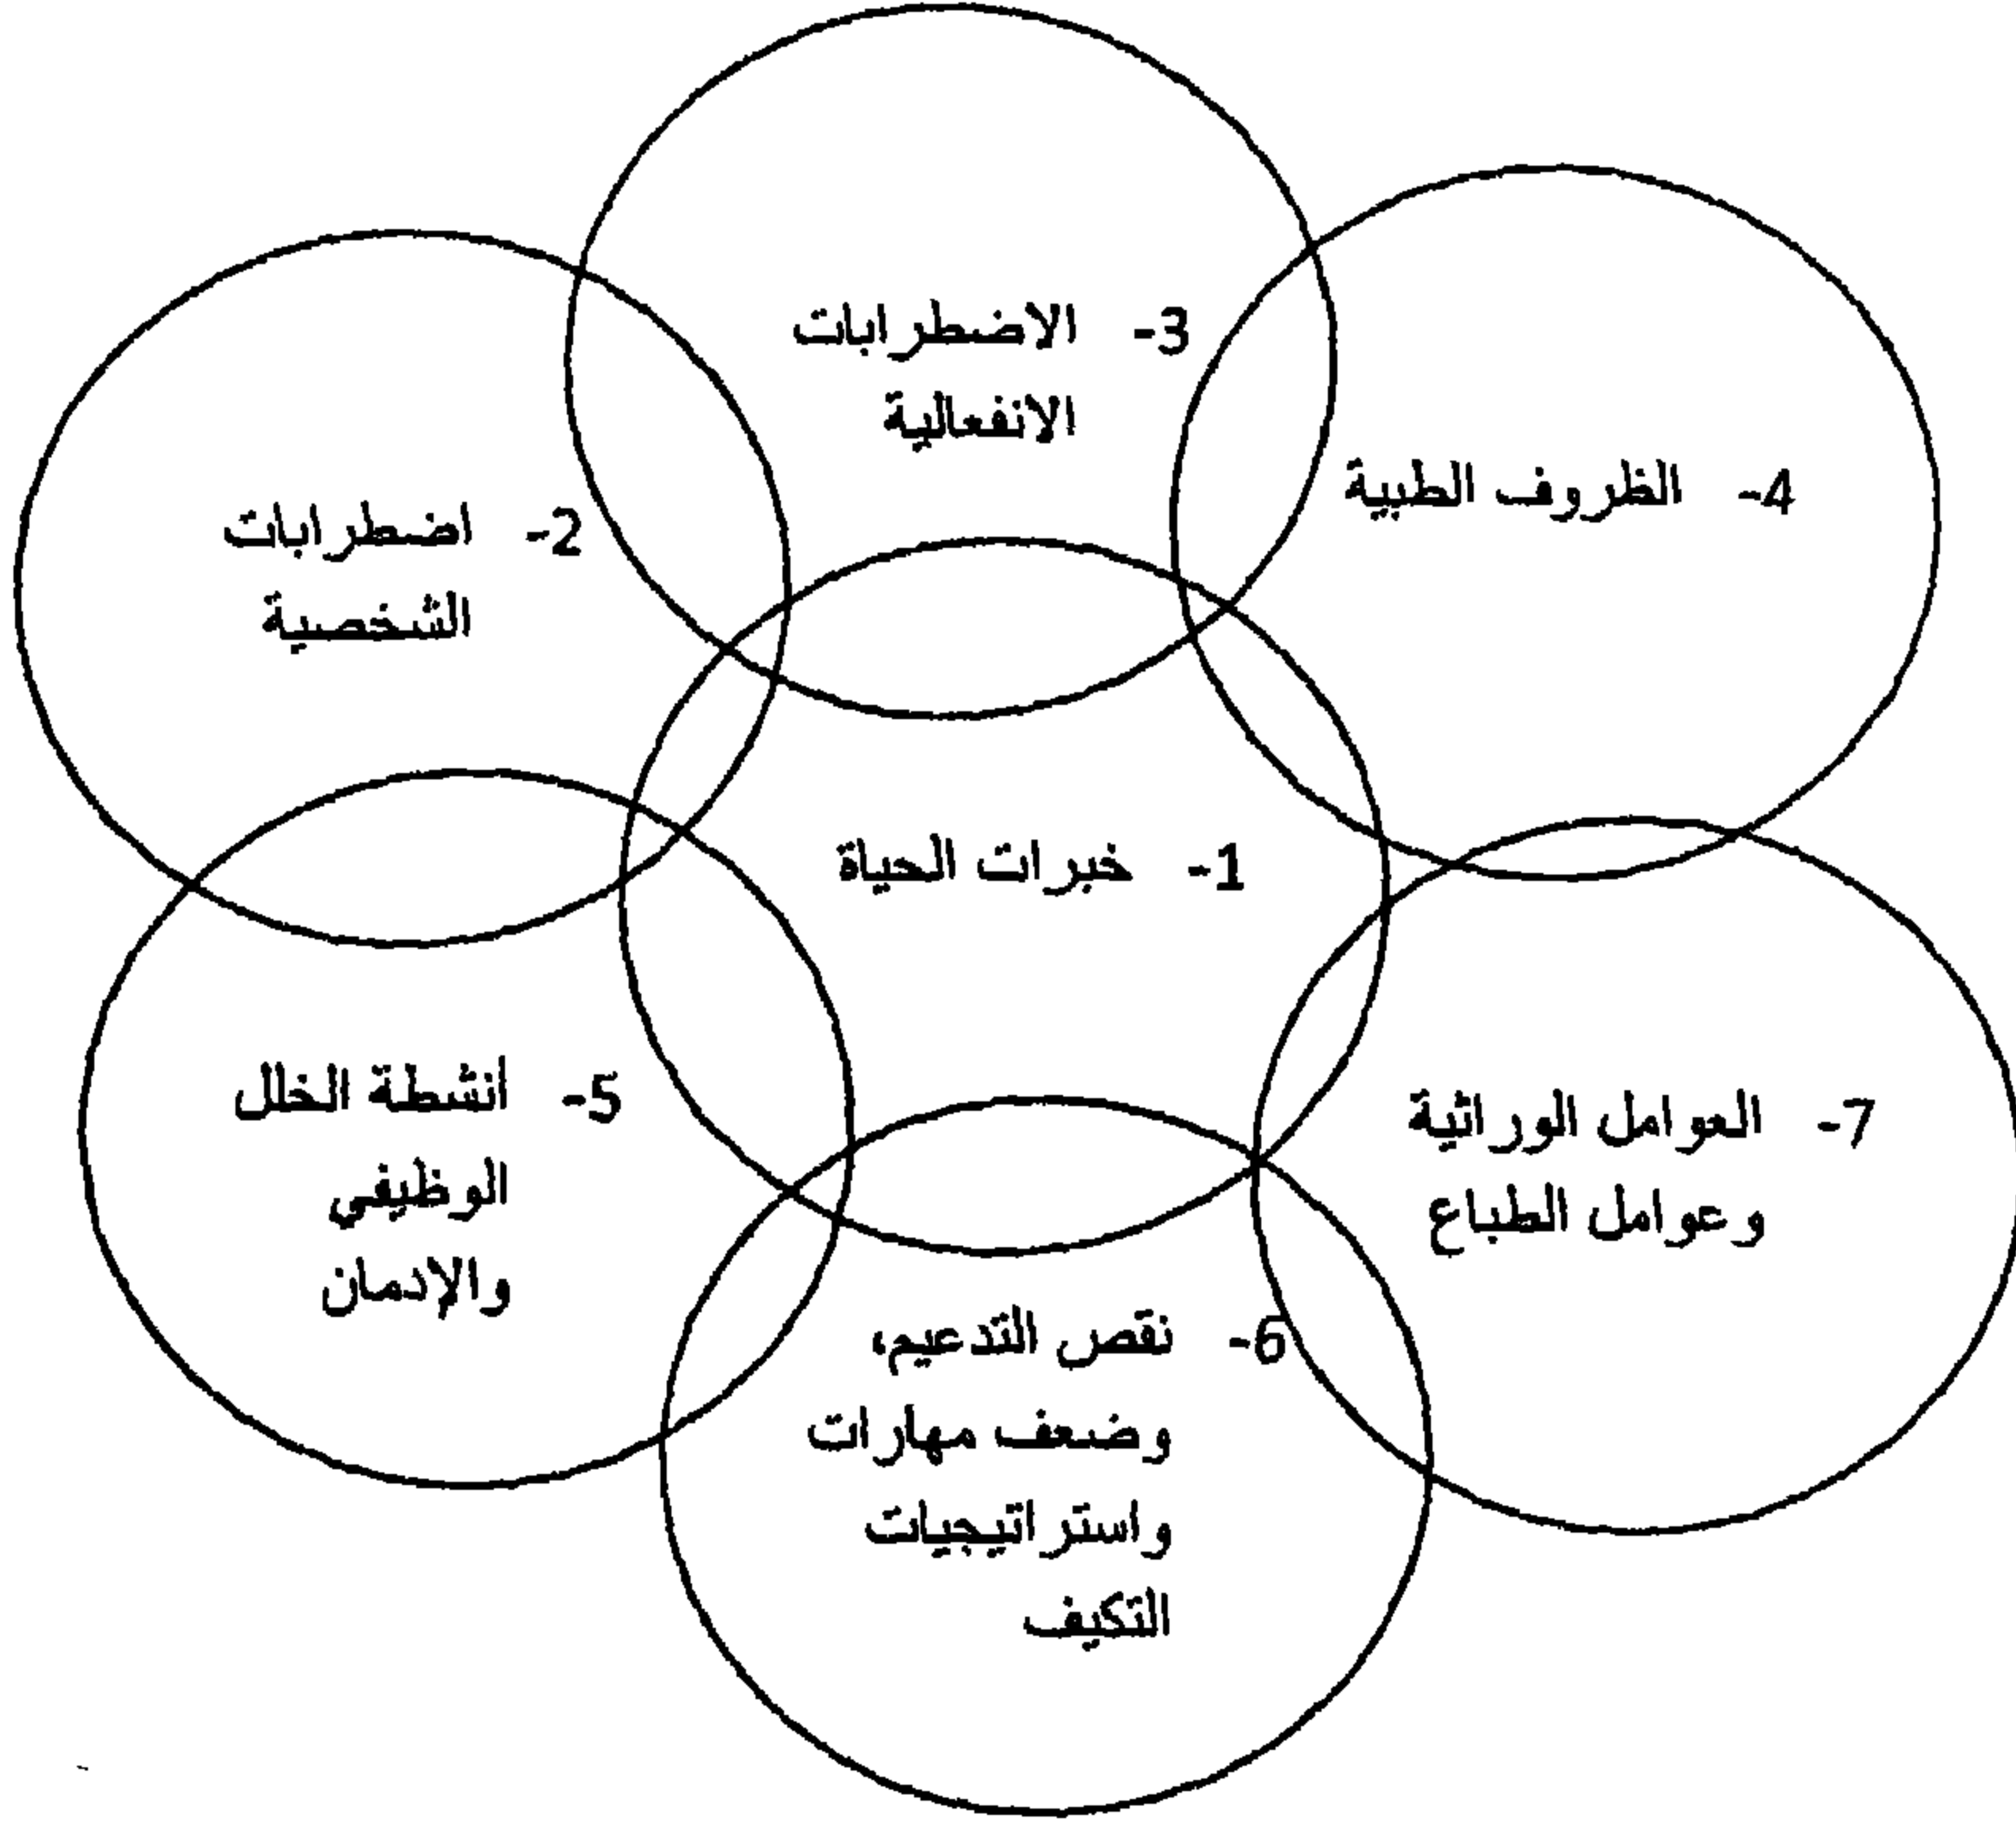 1- خبرات الحياة
2- اضطرابات
الشخصية
3- الاضطرابات
الانفعالية
4- الظروف الطبية
5- انشطة الخلل
الوظيفي
والإدمان
6- نقص التدعيم،
وضعف مهارات
واستراتيجيات
التكيف
7- العوامل الوراثية
وعوامل الطباع